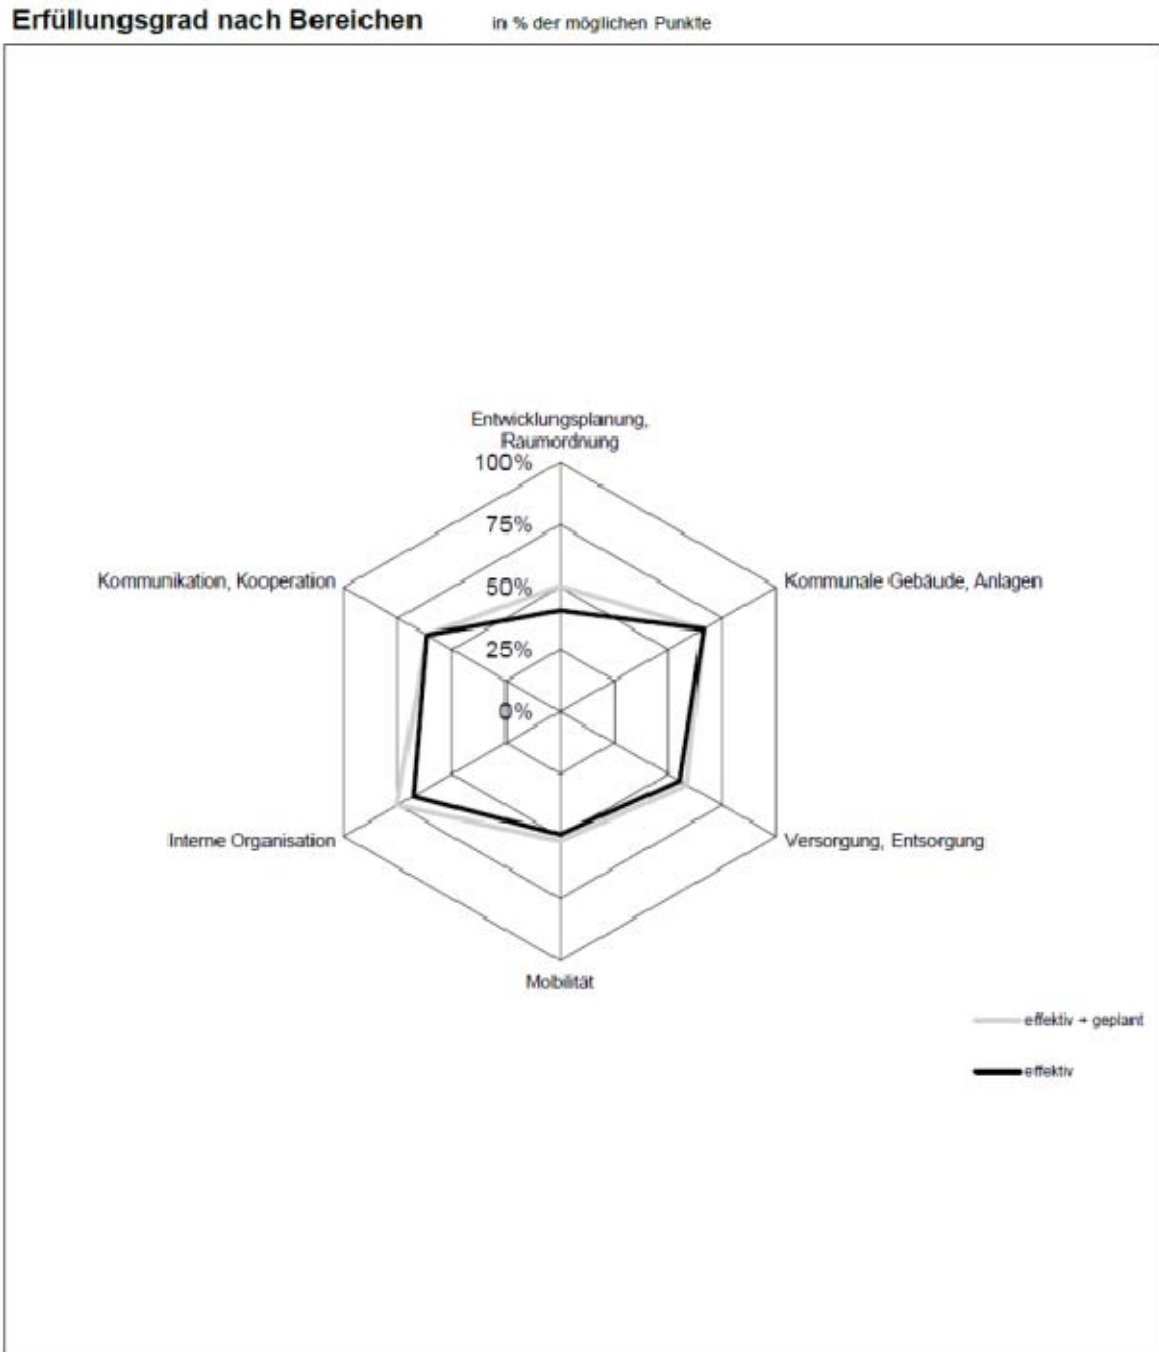 Erfüllungsgrad nach Bereichen in % der möglichen Punkte
Entwicklungsplanung,
Raumordnung
100%
75%
Kommunikation, Kooperation
50%
Kommunale Gebäude, Anlagen
25%
0%
Interne Organisation
Versorgung, Entsorgung
Mobilität
effektiv + geplant
effektiv